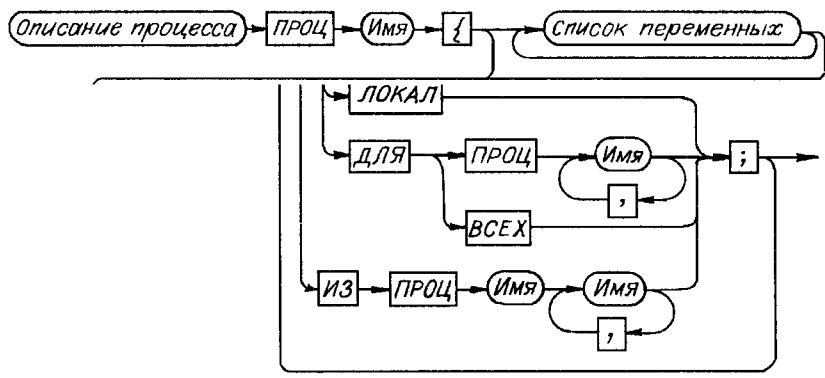 Описание процесса ПРОЦ Имя { Список переменных
ЛОКАЛ
ДЛЯ ПРОЦ Имя ;
,
ВСЕХ
ИЗ ПРОЦ Имя Имя
,